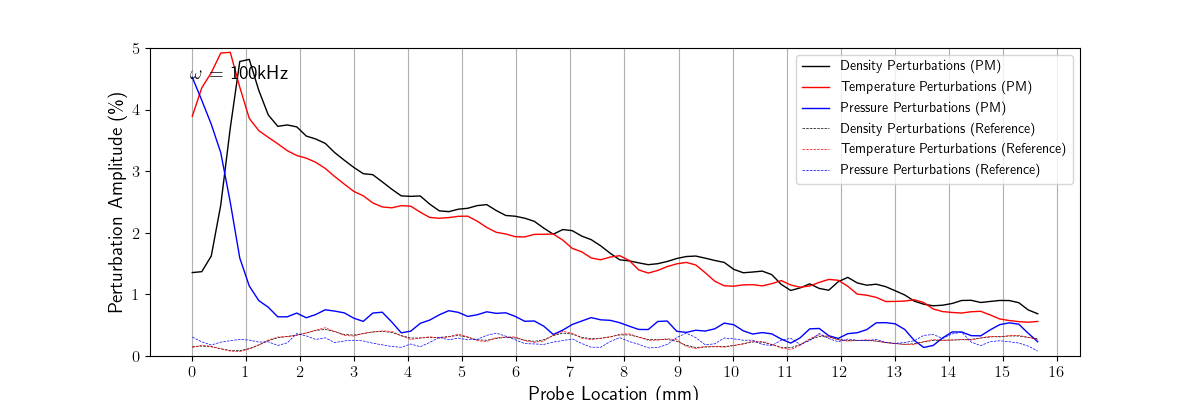 ω = 100kHz
Density Perturbations (PM)
Temperature Perturbations (PM)
Pressure Perturbations (PM)
Density Perturbations (Reference)
Temperature Perturbations (Reference)
Pressure Perturbations (Reference)
Perturbation Amplitude (%)
5
4
3
2
1
0
0 1 2 3 4 5 6 7 8 9 10 11 12 13 14 15 16
Probe Location (mm)